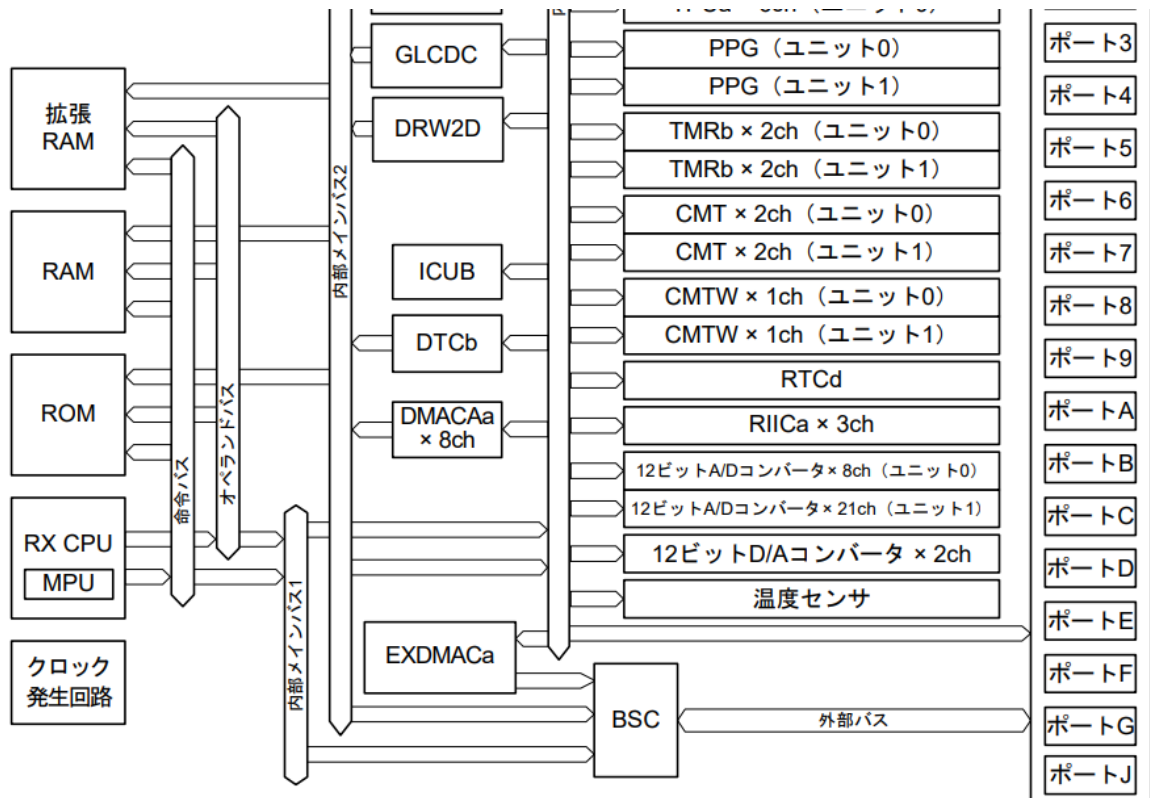 GLCDC
DRW2D
ICUB
DTCb
DMACAa
× 8ch
EXDMACa
BSC
拡張
RAM
RAM
ROM
RX CPU
MPU
クロック
発生回路
命令バス
オペランドバス
内部メインバス1
内部メインバス2
PPG（ユニット0）
PPG（ユニット1）
TMRb × 2ch（ユニット0）
TMRb × 2ch（ユニット1）
CMT × 2ch（ユニット0）
CMT × 2ch（ユニット1）
CMTW × 1ch（ユニット0）
CMTW × 1ch（ユニット1）
RTCd
RIICa × 3ch
12ビットA/Dコンバータ× 8ch（ユニット0）
12ビットA/Dコンバータ× 21ch（ユニット1）
12ビットD/Aコンバータ × 2ch
温度センサ
外部バス
ポート3
ポート4
ポート5
ポート6
ポート7
ポート8
ポート9
ポートA
ポートB
ポートC
ポートD
ポートE
ポートF
ポートG
ポートJ